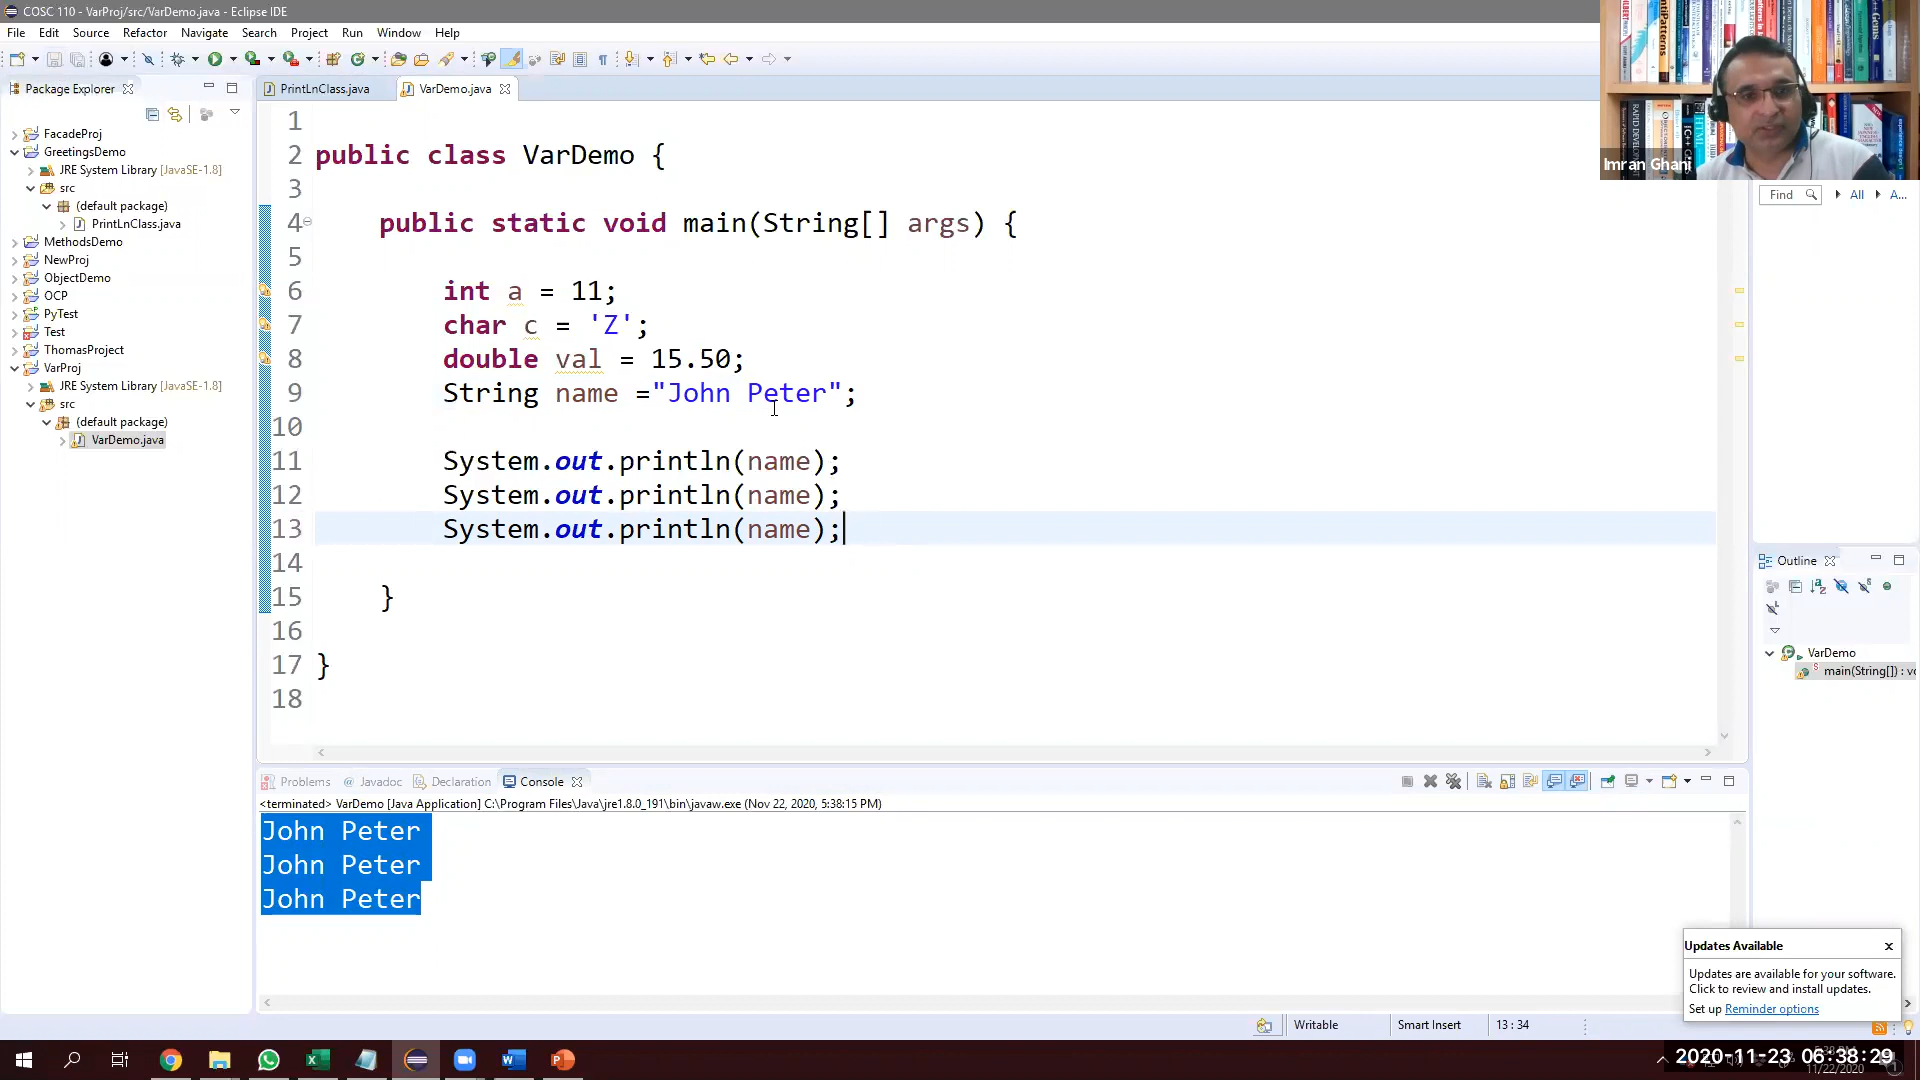 COSC 110 - VarProj/src/VarDemo.java - Eclipse IDE
File Edit Source Refactor Navigate Search Project Run Window Help
Package Explorer
FacadeProj
GreetingsDemo
JRE System Library [JavaSE-1.8]
src
(default package)
PrintLnClass.java
MethodsDemo
NewProj
ObjectDemo
OCP
PyTest
Test
ThomasProject
VarProj
JRE System Library [JavaSE-1.8]
src
(default package)
VarDemo.java
PrintLnClass.java VarDemo.java
1
2 public class VarDemo {
3
4 public static void main(String[] args) {
5
6 int a = 11;
7 char c = 'Z';
8 double val = 15.50;
9 String name ="John Peter";
10
11 System.out.println(name);
12 System.out.println(name);
13 System.out.println(name);
14
15 }
16
17 }
18
Problems @ Javadoc Declaration Console
<terminated> VarDemo [Java Application] C:\Program Files\Java\jre1.8.0_191\bin\javaw.exe (Nov 22, 2020, 5:38:15 PM)
John Peter
John Peter
John Peter
Imran Ghani
Find All A...
Outline
VarDemo
main(String[]) : vo
Updates Available
Updates are available for your software.
Click to review and install updates.
Set up Reminder options
Writable Smart Insert 13 : 34
2020-11-23 06:38:29
11/22/2020